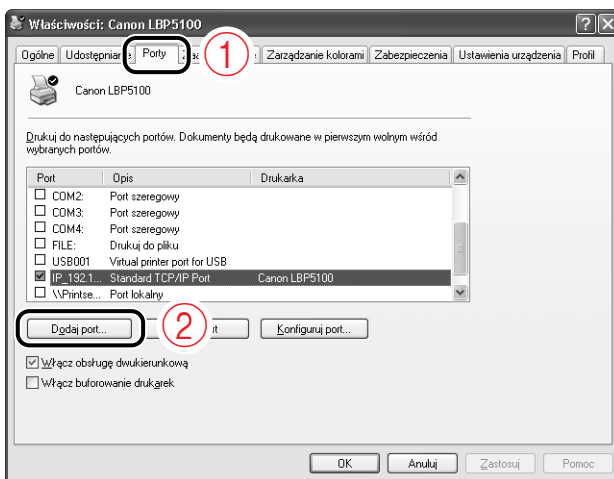 Właściwości: Canon LBP5100
Ogólne Udostępnian Porty Zarządzanie kolorami Zabezpieczenia Ustawienia urządzenia Profil
1
Canon LBP5100
Drukuj do następujących portów. Dokumenty będą drukowane w pierwszym wolnym wśród
wybranych portów.
Port Opis Drukarka
COM2: Port szeregowy
COM3: Port szeregowy
COM4: Port szeregowy
FILE: Drukuj do pliku
USB001 Virtual printer port for USB
IP_192.1... Standard TCP/IP Port Canon LBP5100
\\Printse... Port lokalny
Dodaj port... 2 rt Konfiguruj port...
Włącz obsługę dwukierunkową
Włącz buforowanie drukarek
OK Anuluj Zastosuj Pomoc